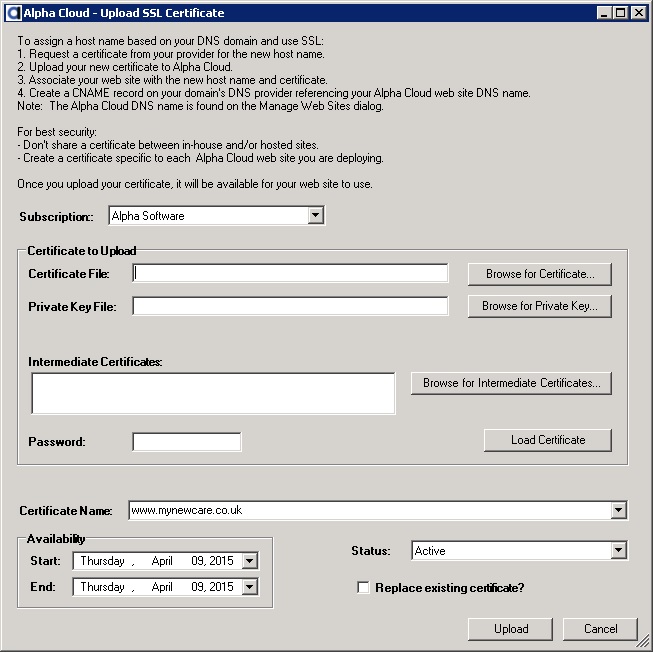 Alpha Cloud - Upload SSL Certificate
To assign a host name based on your DNS domain and use SSL:
1. Request a certificate from your provider for the new host name.
2. Upload your new certificate to Alpha Cloud.
3. Associate your web site with the new host name and certificate.
4. Create a CNAME record on your domain's DNS provider referencing your Alpha Cloud web site DNS name.
Note:  The Alpha Cloud DNS name is found on the Manage Web Sites dialog.
For best security:
- Don't share a certificate between in-house and/or hosted sites.
- Create a certificate specific to each  Alpha Cloud web site you are deploying.
Once you upload your certificate, it will be available for your web site to use.
Subscription:: Alpha Software
Certificate to Upload
Certificate File: Browse for Certificate...
Private Key File: Browse for Private Key...
Intermediate Certificates:
Browse for Intermediate Certificates...
Password: Load Certificate
Certificate Name: www.mynewcare.co.uk
Availability
Start: Thursday , April 09, 2015
Status: Active
End: Thursday , April 09, 2015
Replace existing certificate?
Upload Cancel